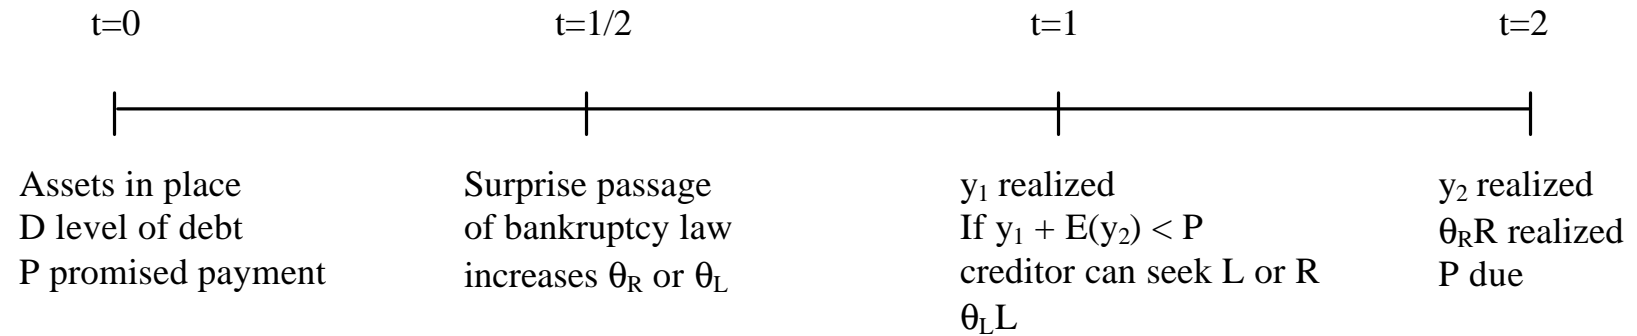 t=0 t=1/2 t=1 t=2
Assets in place
D level of debt
P promised payment
Surprise passage
of bankruptcy law
increases θR or θL
y1 realized
If y1 + E(y2) < P
creditor can seek L or R
θLL
y2 realized
θRR realized
P due